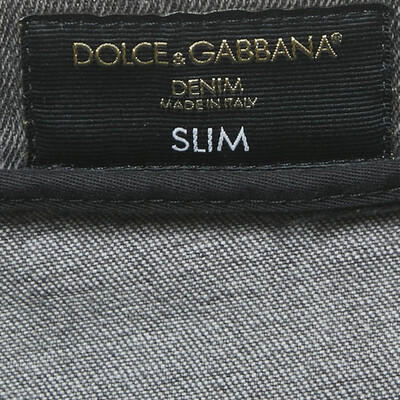 DOLCE & GABBANA®
DENIM
MADE IN ITALY
SLIM